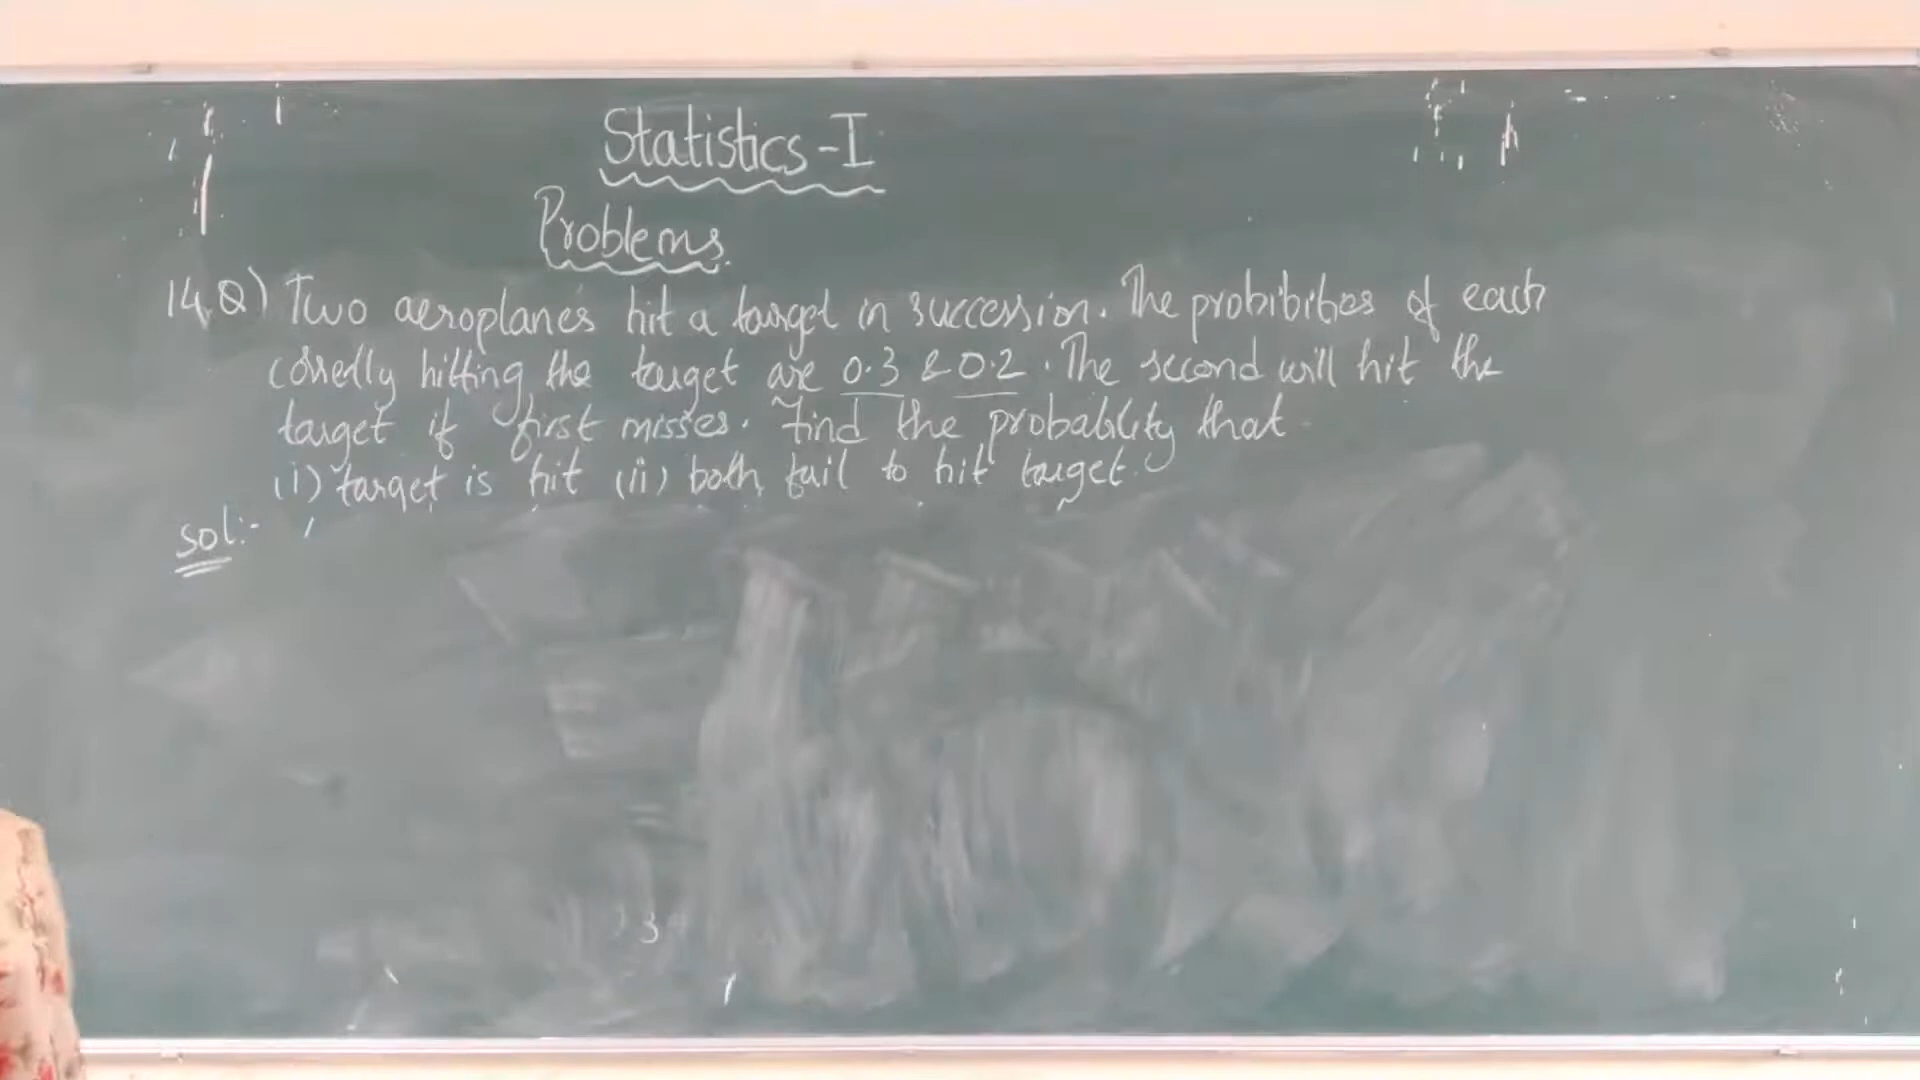 Statistics-I
Problems.
14.Q) Two aeroplanes hit a target in succession. The probibities of each
correctly hitting the target are 0.3 & 0.2. The second will hit the
target if first misses. Find the probability that
(i) target is hit (ii) both fail to hit target.
sol:-